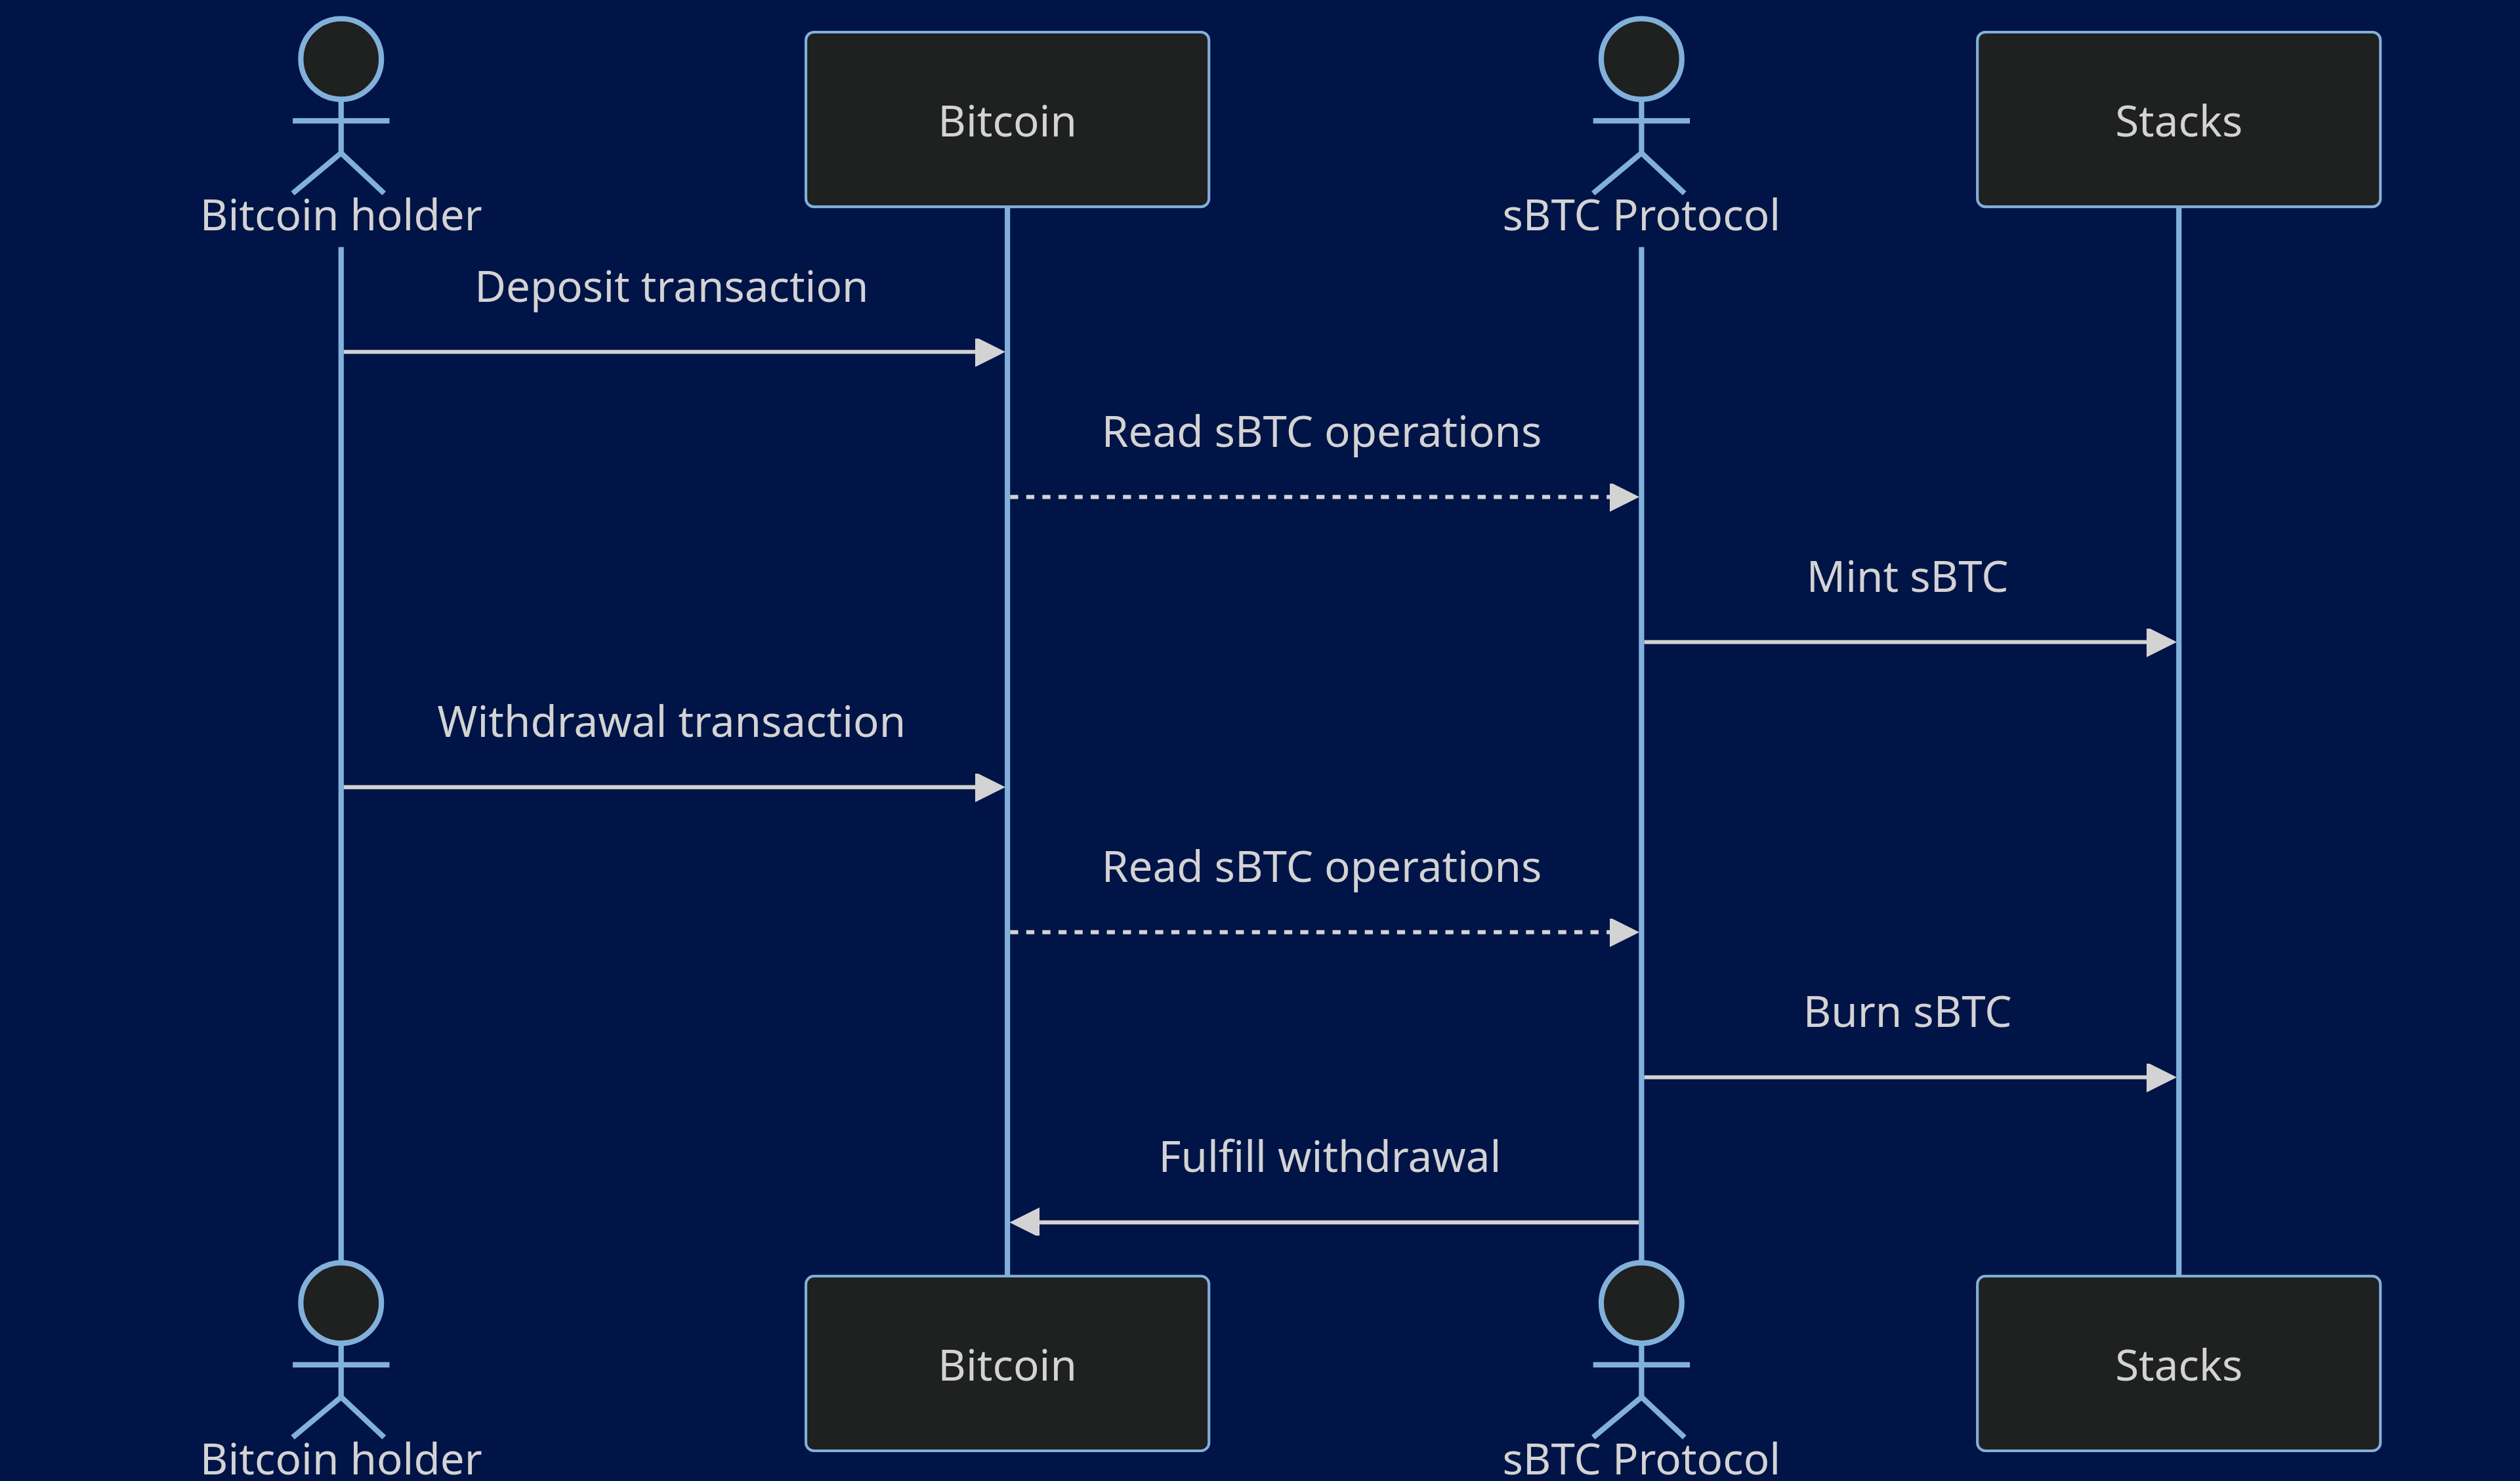 Bitcoin
Stacks
Bitcoin holder
sBTC Protocol
Deposit transaction
Read sBTC operations
Mint sBTC
Withdrawal transaction
Read sBTC operations
Burn sBTC
Fulfill withdrawal
Bitcoin
Stacks
Bitcoin holder
sBTC Protocol